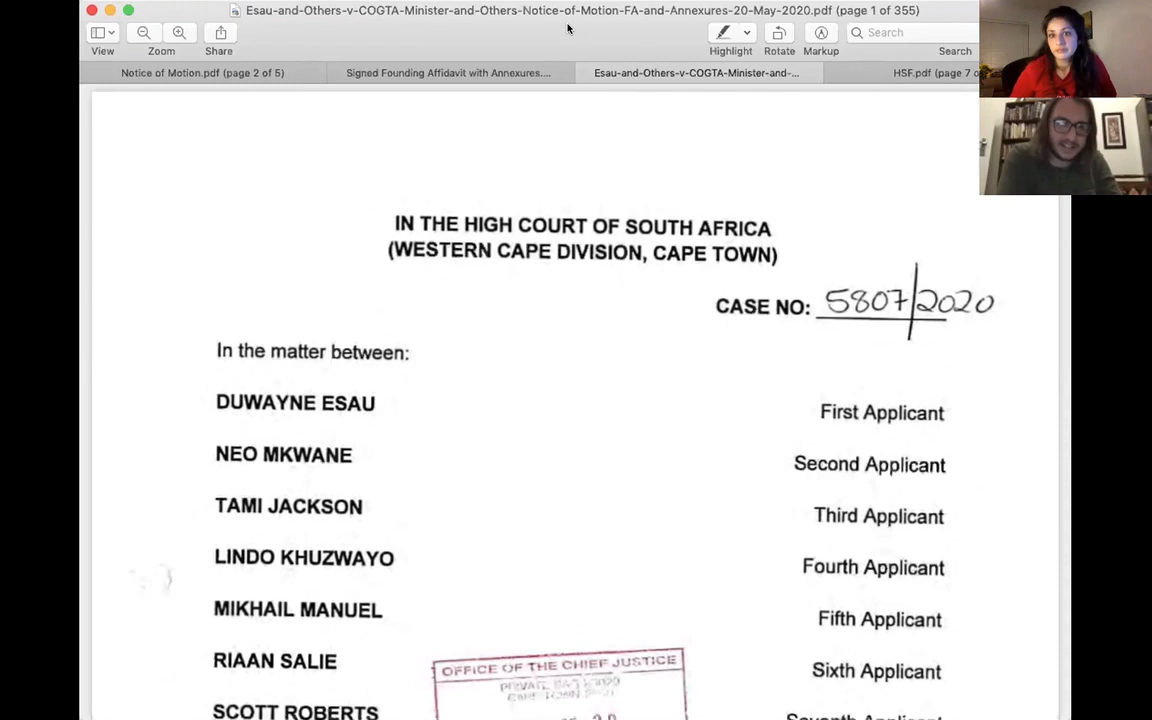 Esau-and-Others-v-COGTA-Minister-and-Others-Notice-of-Motion-FA-and-Annexures-20-May-2020.pdf (page 1 of 355)
View
Zoom
Share
Highlight
Rotate
Markup
Search
Search
Notice of Motion.pdf (page 2 of 5)
Signed Founding Affidavit with Annexures....
Esau-and-Others-v-COGTA-Minister-and-...
HSF.pdf (page 7 o
IN THE HIGH COURT OF SOUTH AFRICA
(WESTERN CAPE DIVISION, CAPE TOWN)
CASE NO: 5807/2020
In the matter between:
DUWAYNE ESAU First Applicant
NEO MKWANE Second Applicant
TAMI JACKSON Third Applicant
LINDO KHUZWAYO Fourth Applicant
MIKHAIL MANUEL Fifth Applicant
RIAAN SALIE Sixth Applicant
SCOTT ROBERTS Seventh Applicant
OFFICE OF THE CHIEF JUSTICE
PRIVATE BAG